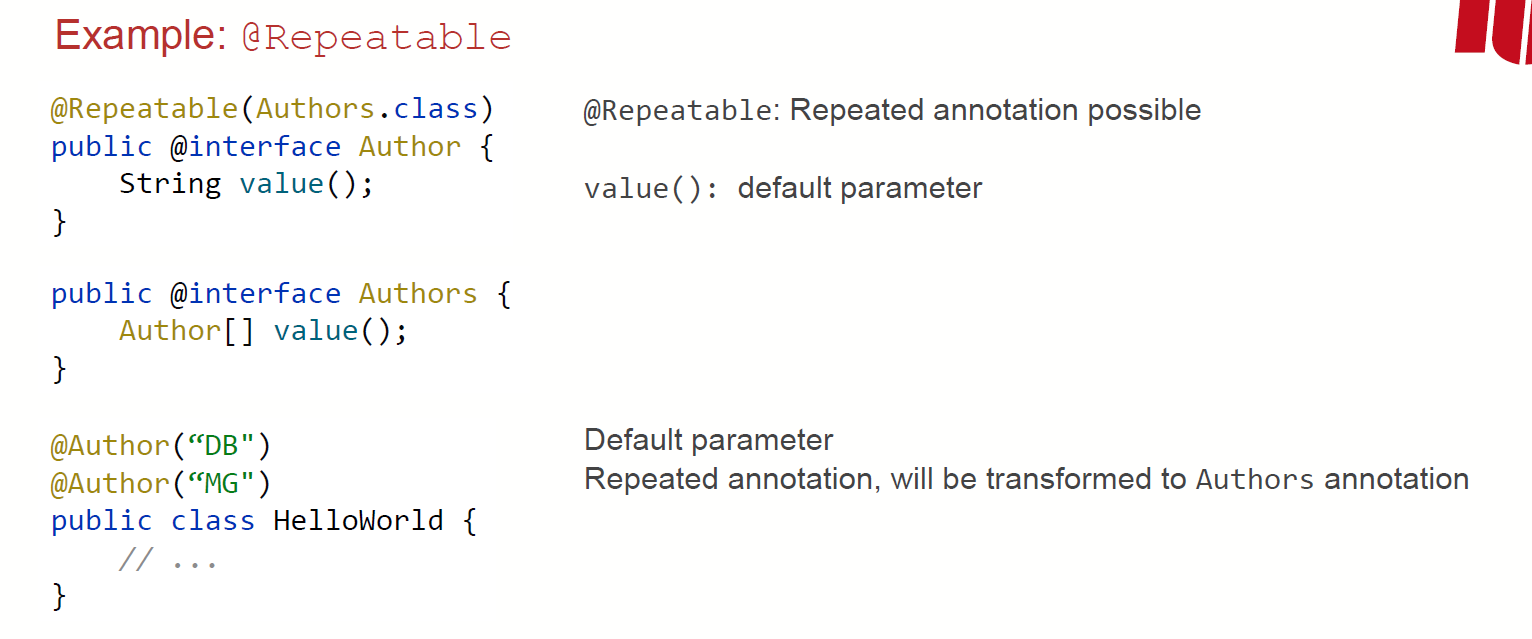 Example: @Repeatable
@Repeatable(Authors.class)
public @interface Author {
    String value();
}
public @interface Authors {
    Author[] value();
}
@Author(“DB")
@Author(“MG")
public class HelloWorld {
    // ...
}
@Repeatable: Repeated annotation possible
value(): default parameter
Default parameter
Repeated annotation, will be transformed to Authors annotation